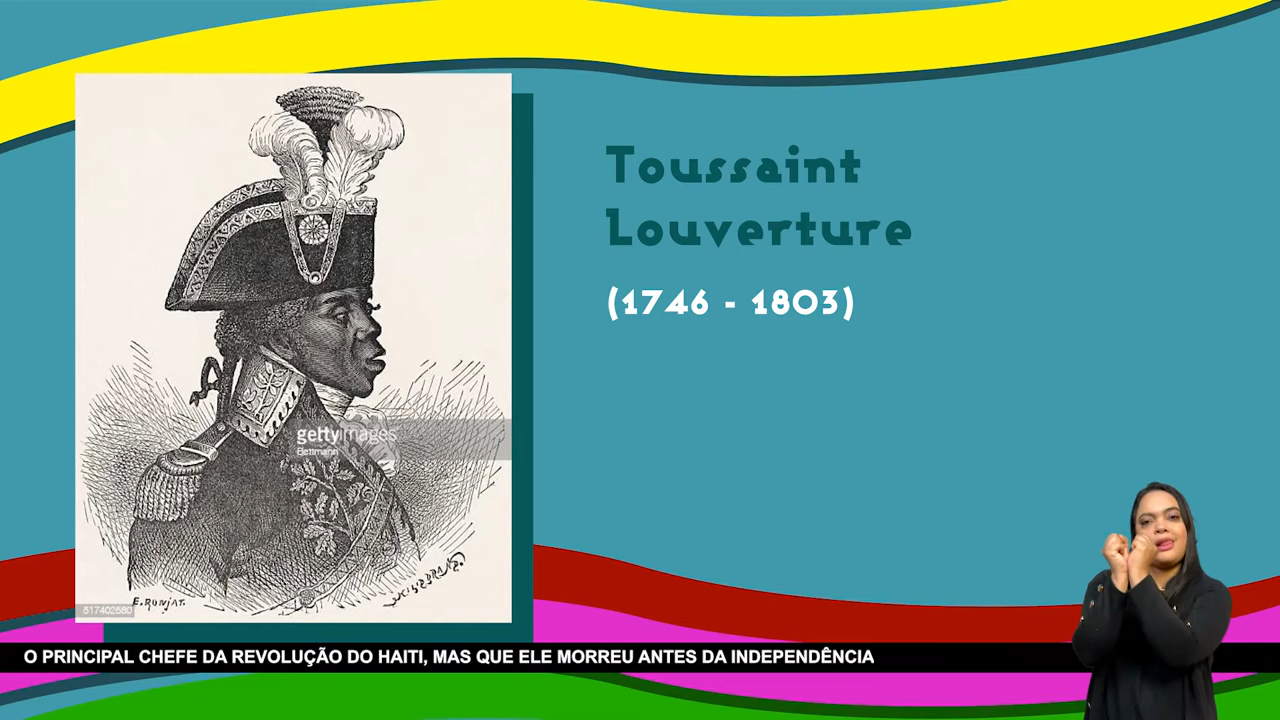 Toussaint
Louverture
(1746 - 1803)
gettyimages
Bettmann
E. RONJAT.
517402580
O PRINCIPAL CHEFE DA REVOLUÇÃO DO HAITI, MAS QUE ELE MORREU ANTES DA INDEPENDÊNCIA